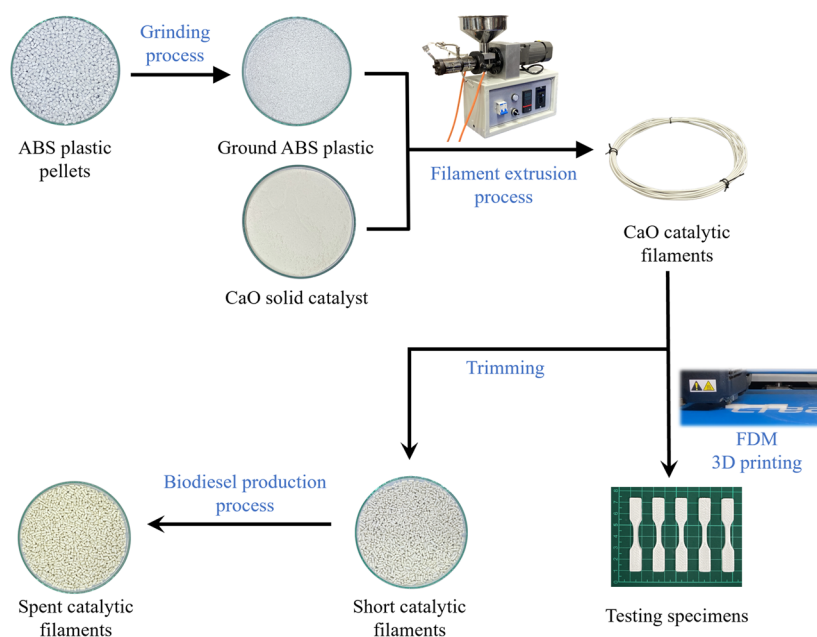 Grinding
process
ABS plastic
pellets
Ground ABS plastic
Filament extrusion
process
CaO solid catalyst
CaO catalytic
filaments
Trimming
FDM
3D printing
Biodiesel production
process
Spent catalytic
filaments
Short catalytic
filaments
Testing specimens